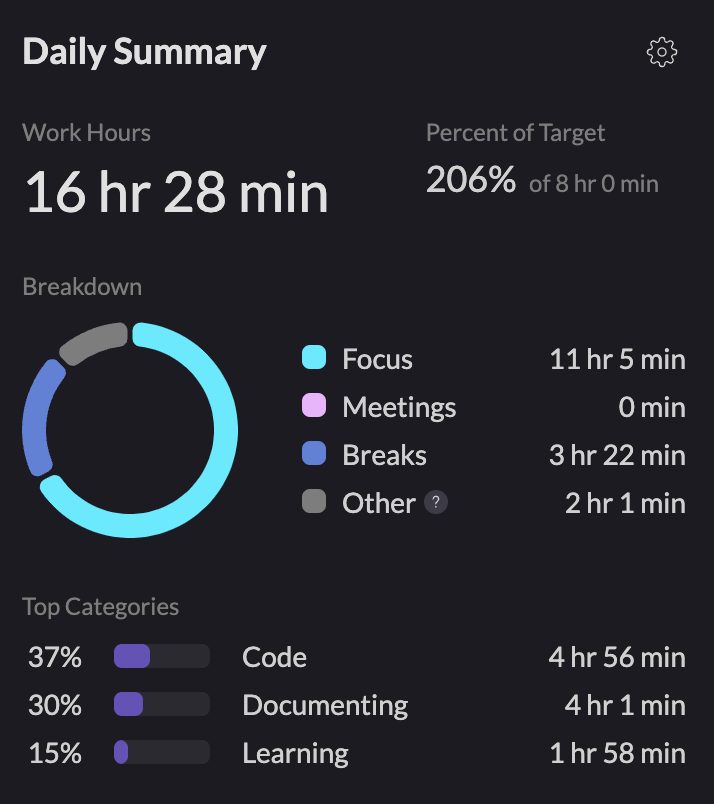 Daily Summary
Work Hours
16 hr 28 min
Percent of Target
206% of 8 hr 0 min
Breakdown
Focus 11 hr 5 min
Meetings 0 min
Breaks 3 hr 22 min
Other ? 2 hr 1 min
Top Categories
37% Code 4 hr 56 min
30% Documenting 4 hr 1 min
15% Learning 1 hr 58 min